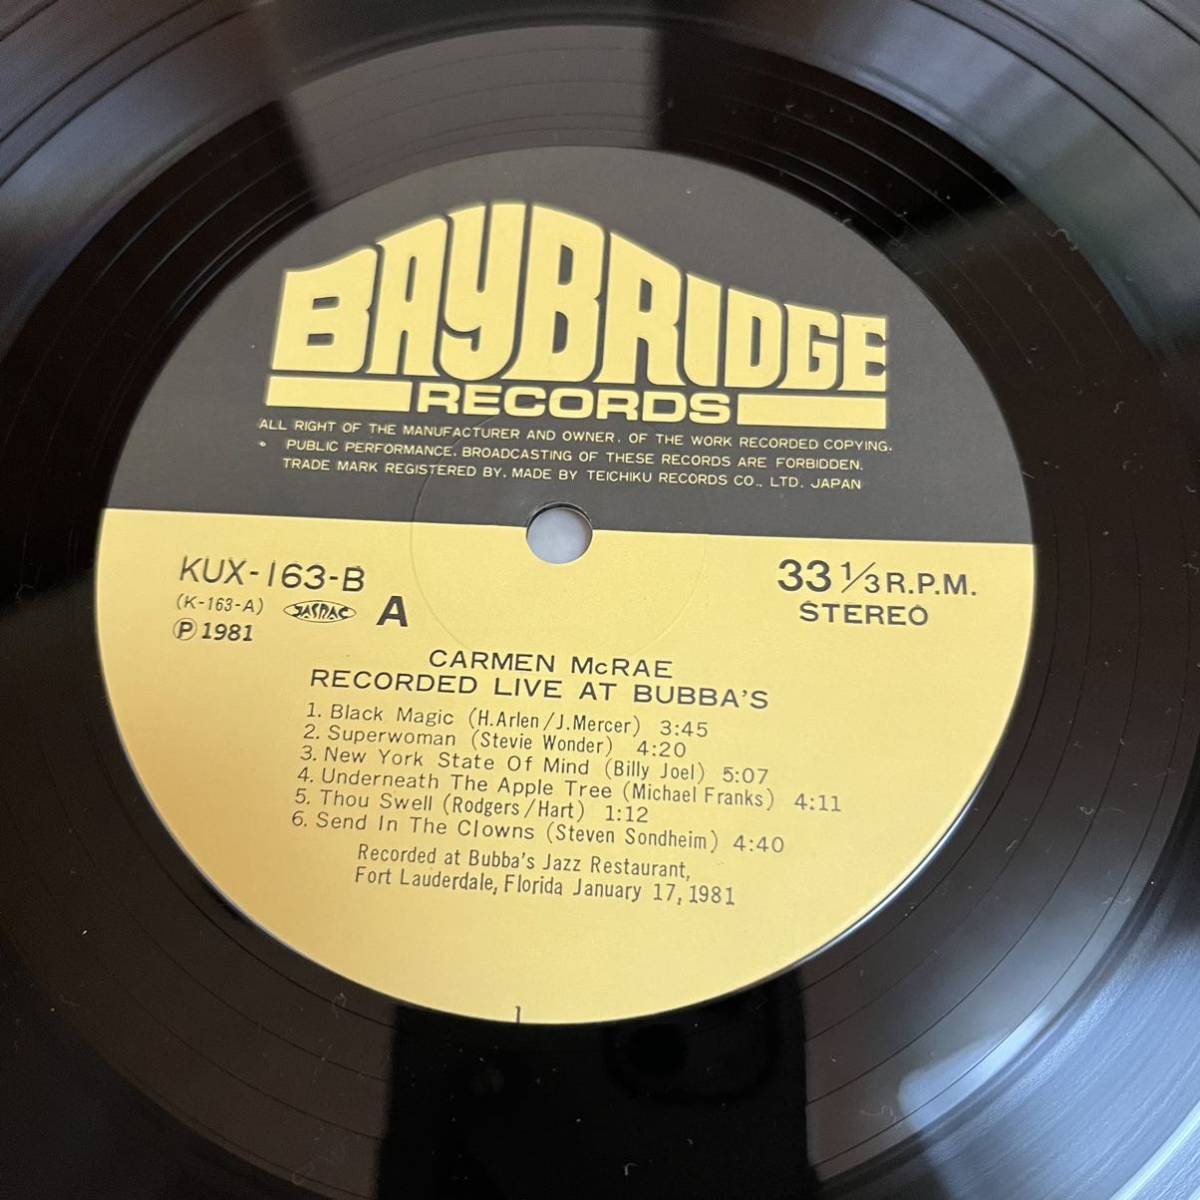 BAYBRIDGE
RECORDS
ALL RIGHT OF THE MANUFACTURER AND OWNER. OF THE WORK RECORDED COPYING.
PUBLIC PERFORMANCE. BROADCASTING OF THESE RECORDS ARE FORBIDDEN.
TRADE MARK REGISTERED BY. MADE BY TEICHIKU RECORDS CO., LTD. JAPAN
KUX-163-B
33 1/3 R.P.M.
(K-163-A) JASRAC A
STEREO
Ⓟ 1981
CARMEN McRAE
RECORDED LIVE AT BUBBA'S
1. Black Magic (H.Arlen/J.Mercer) 3:45
2. Superwoman (Stevie Wonder) 4:20
3. New York State Of Mind (Billy Joel) 5:07
4. Underneath The Apple Tree (Michael Franks) 4:11
5. Thou Swell (Rodgers/Hart) 1:12
6. Send In The Clowns (Steven Sondheim) 4:40
Recorded at Bubba's Jazz Restaurant,
Fort Lauderdale, Florida January 17, 1981